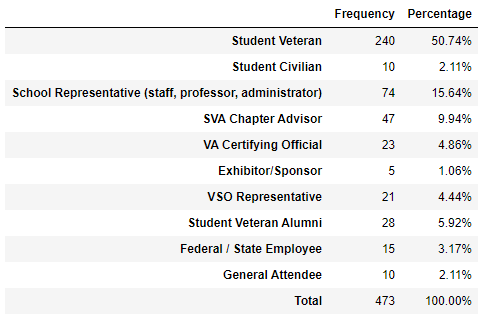 Frequency Percentage
Student Veteran 240 50.74%
Student Civilian 10 2.11%
School Representative (staff, professor, administrator) 74 15.64%
SVA Chapter Advisor 47 9.94%
VA Certifying Official 23 4.86%
Exhibitor/Sponsor 5 1.06%
VSO Representative 21 4.44%
Student Veteran Alumni 28 5.92%
Federal / State Employee 15 3.17%
General Attendee 10 2.11%
Total 473 100.00%